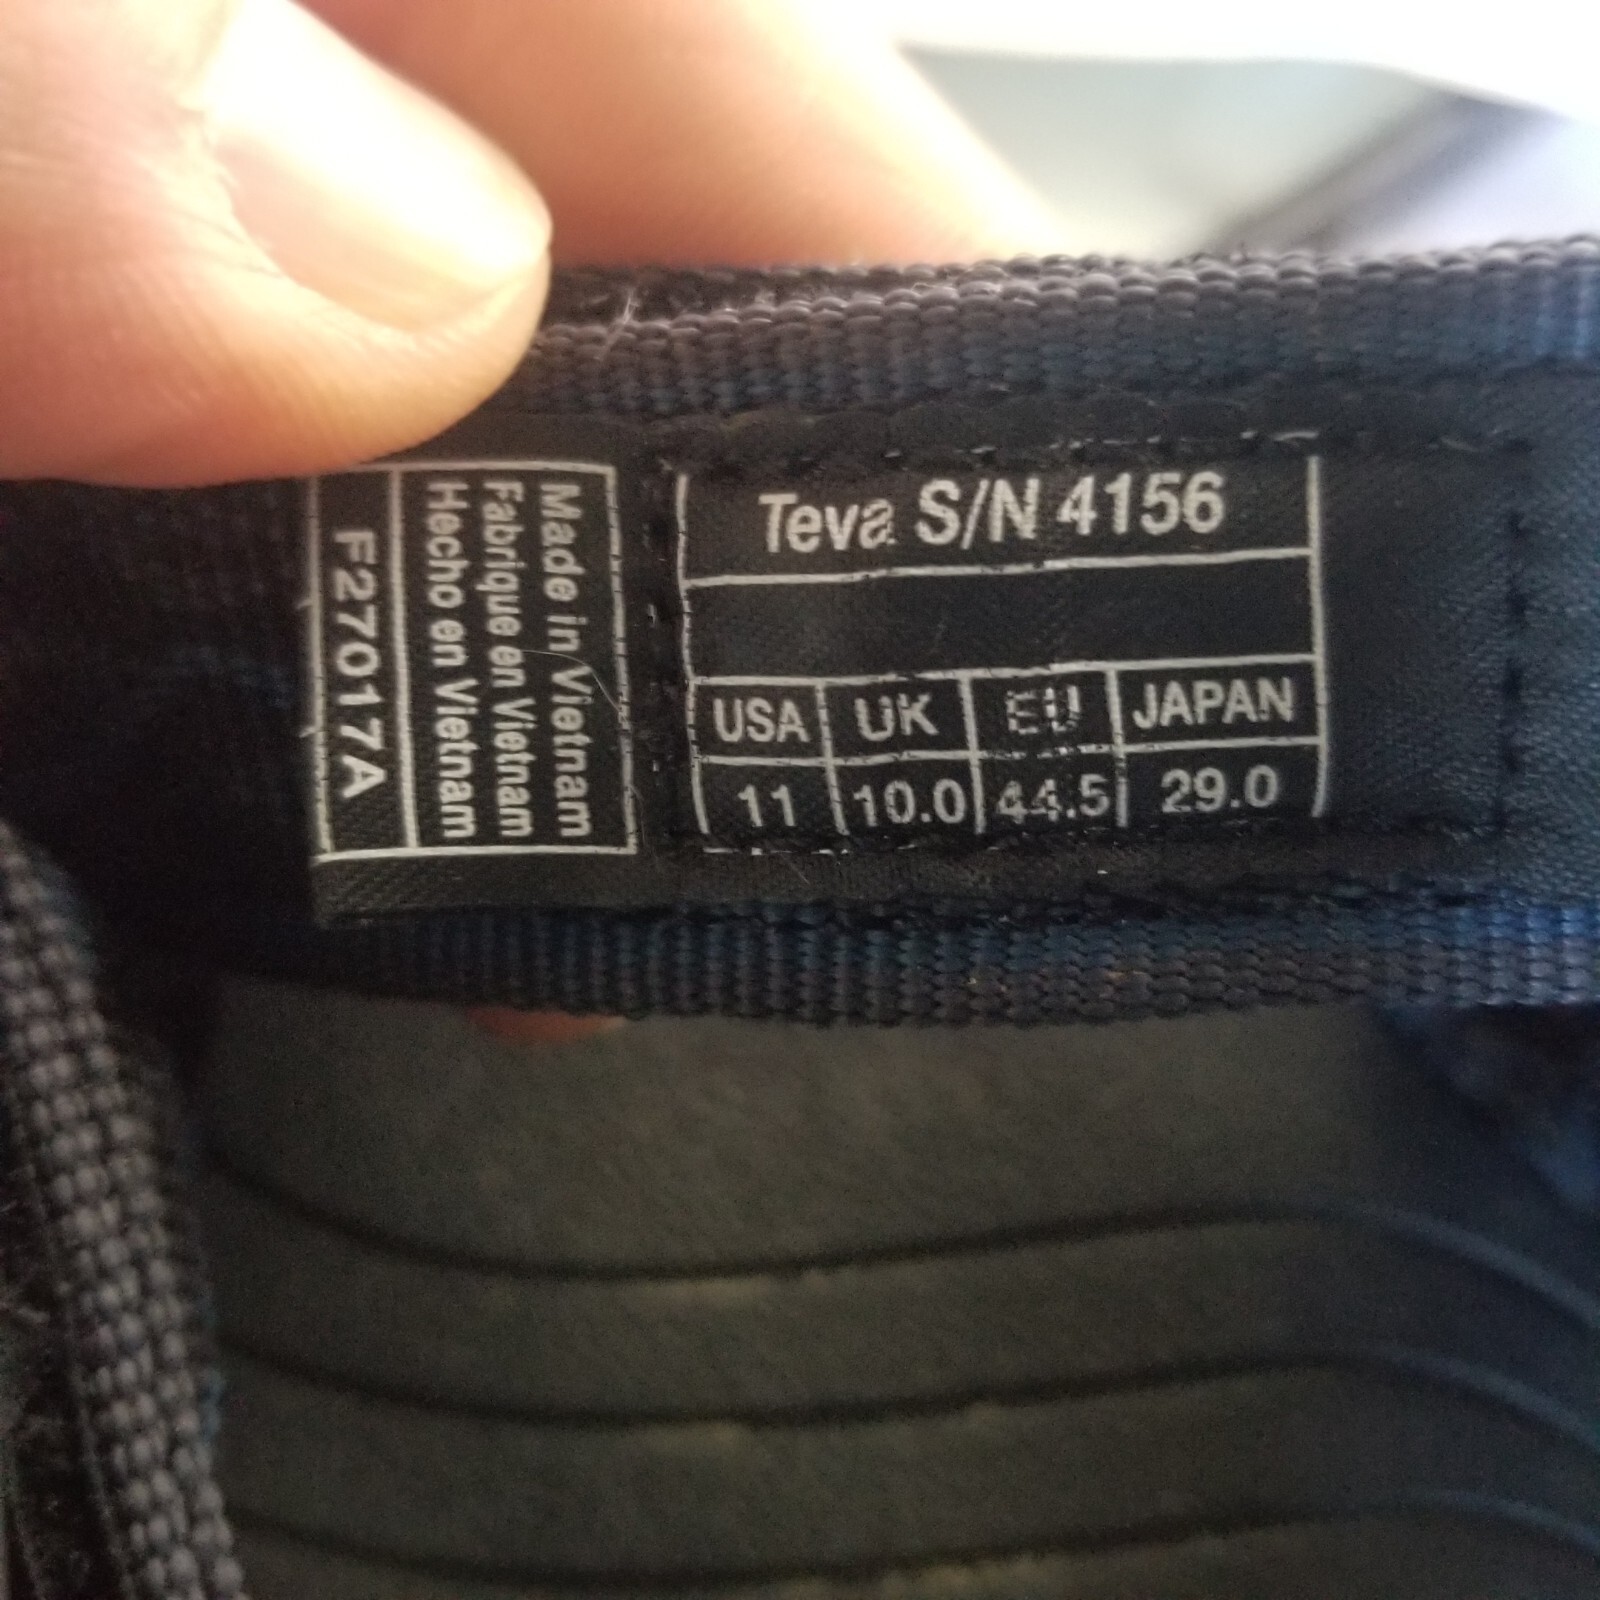 Teva S/N 4156
USA UK EU JAPAN
11 10.0 44.5 29.0
Made in Vietnam
Fabrique en Vietnam
Hecho en Vietnam
F27017A